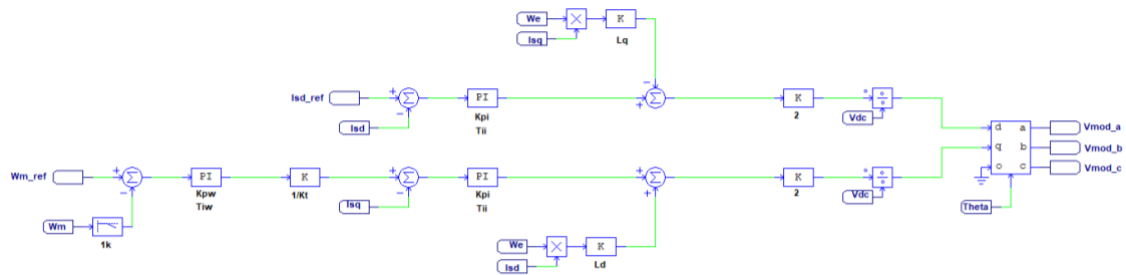 We
K
Isq
Lq
Isd_ref
+
Σ
−
Isd
PI
Kpi
Tii
−
+
Σ
K
2
Vdc
÷
d
a
Vmod_a
q
b
Vmod_b
o
c
Vmod_c
Theta
Wm_ref
+
Σ
−
Wm
1k
PI
Kpw
Tiw
K
1/Kt
+
Σ
−
Isq
PI
Kpi
Tii
+
Σ
+
K
2
Vdc
÷
We
K
Isd
Ld